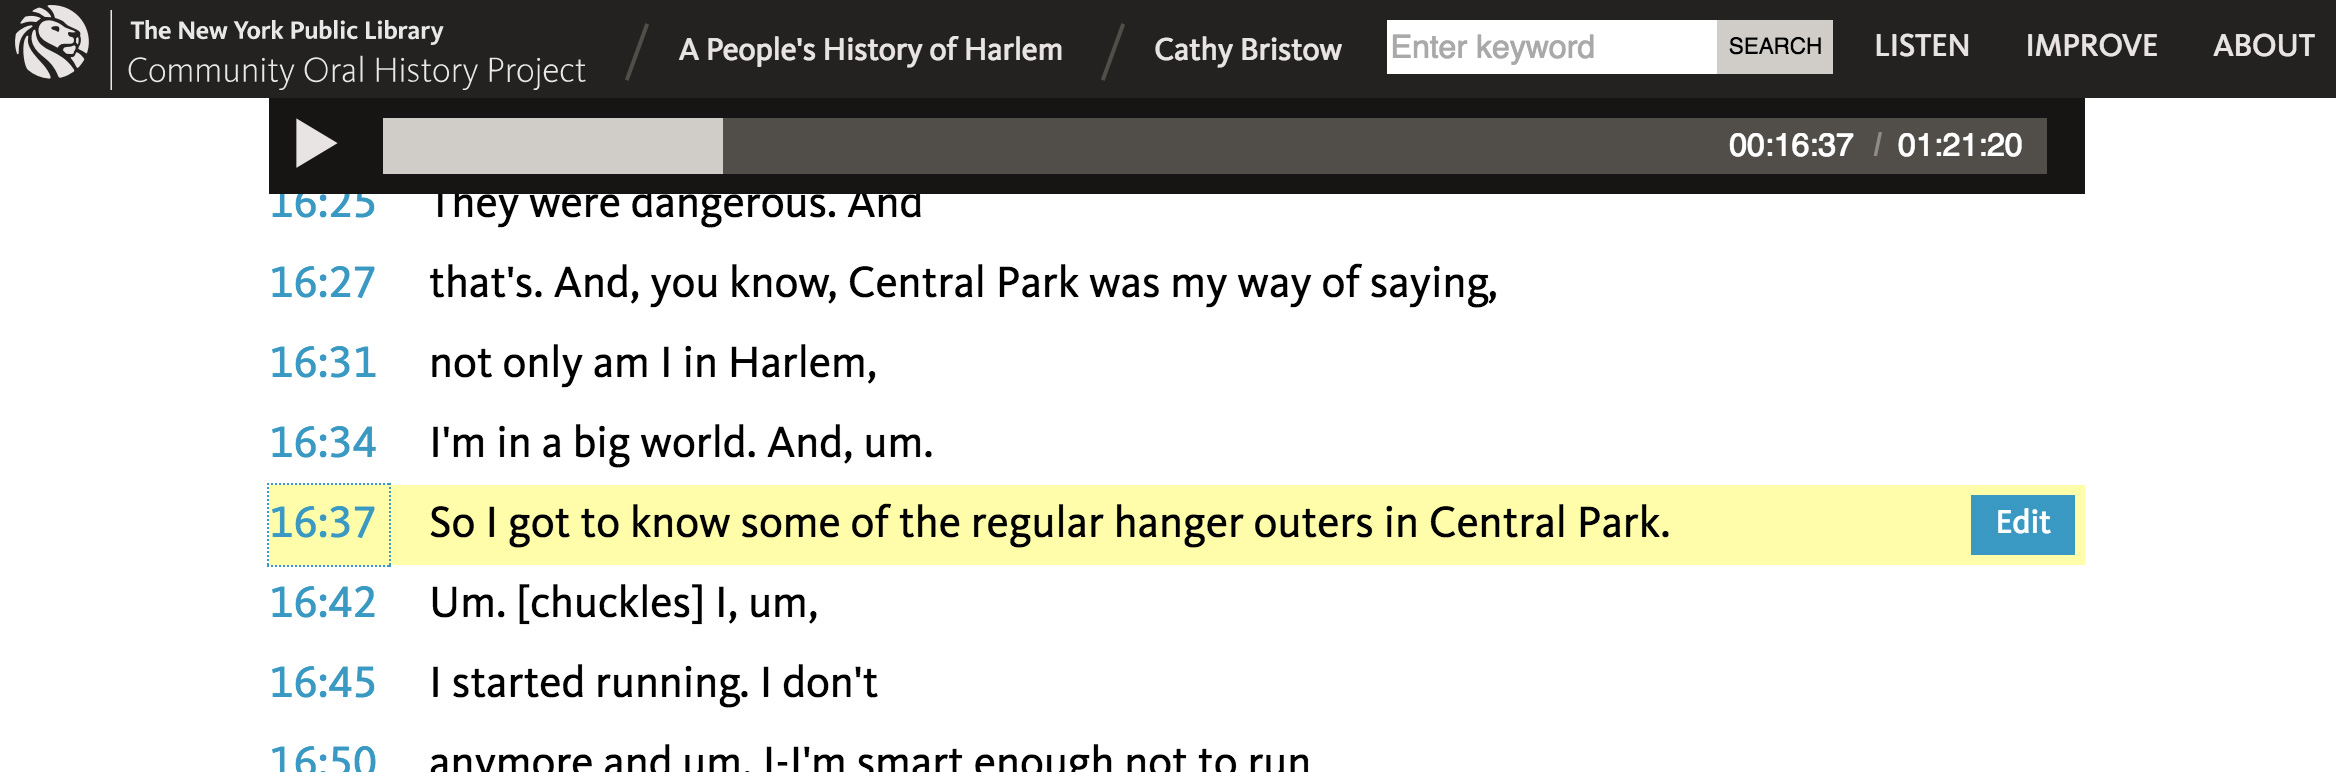 The New York Public Library
Community Oral History Project
/ A People's History of Harlem / Cathy Bristow
Enter keyword
SEARCH
LISTEN
IMPROVE
ABOUT
00:16:37 / 01:21:20
16:25 They were dangerous. And
16:27 that's. And, you know, Central Park was my way of saying,
16:31 not only am I in Harlem,
16:34 I'm in a big world. And, um.
16:37 So I got to know some of the regular hanger outers in Central Park.
Edit
16:42 Um. [chuckles] I, um,
16:45 I started running. I don't
16:50 anymore and um. I-I'm smart enough not to run